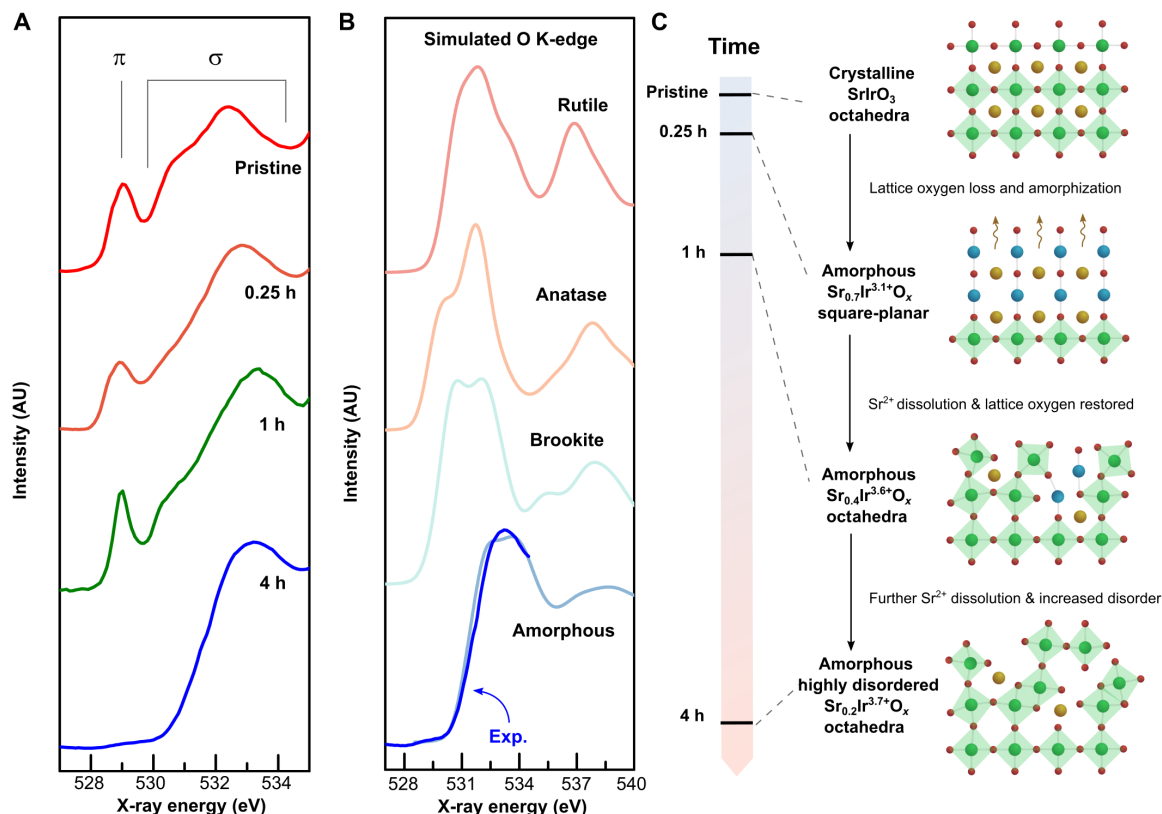 A
π
σ
Pristine
0.25 h
1 h
4 h
Intensity (AU)
528
530
532
534
X-ray energy (eV)
B
Simulated O K-edge
Rutile
Anatase
Brookite
Amorphous
Exp.
Intensity (AU)
528
531
534
537
540
X-ray energy (eV)
C
Time
Pristine
0.25 h
1 h
4 h
Crystalline
SrIrO₃
octahedra
Lattice oxygen loss and amorphization
Amorphous
Sr₀.₇Ir³·¹⁺Oₓ
square-planar
Sr²⁺ dissolution & lattice oxygen restored
Amorphous
Sr₀.₄Ir³·⁶⁺Oₓ
octahedra
Further Sr²⁺ dissolution & increased disorder
Amorphous
highly disordered
Sr₀.₂Ir³·⁷⁺Oₓ
octahedra